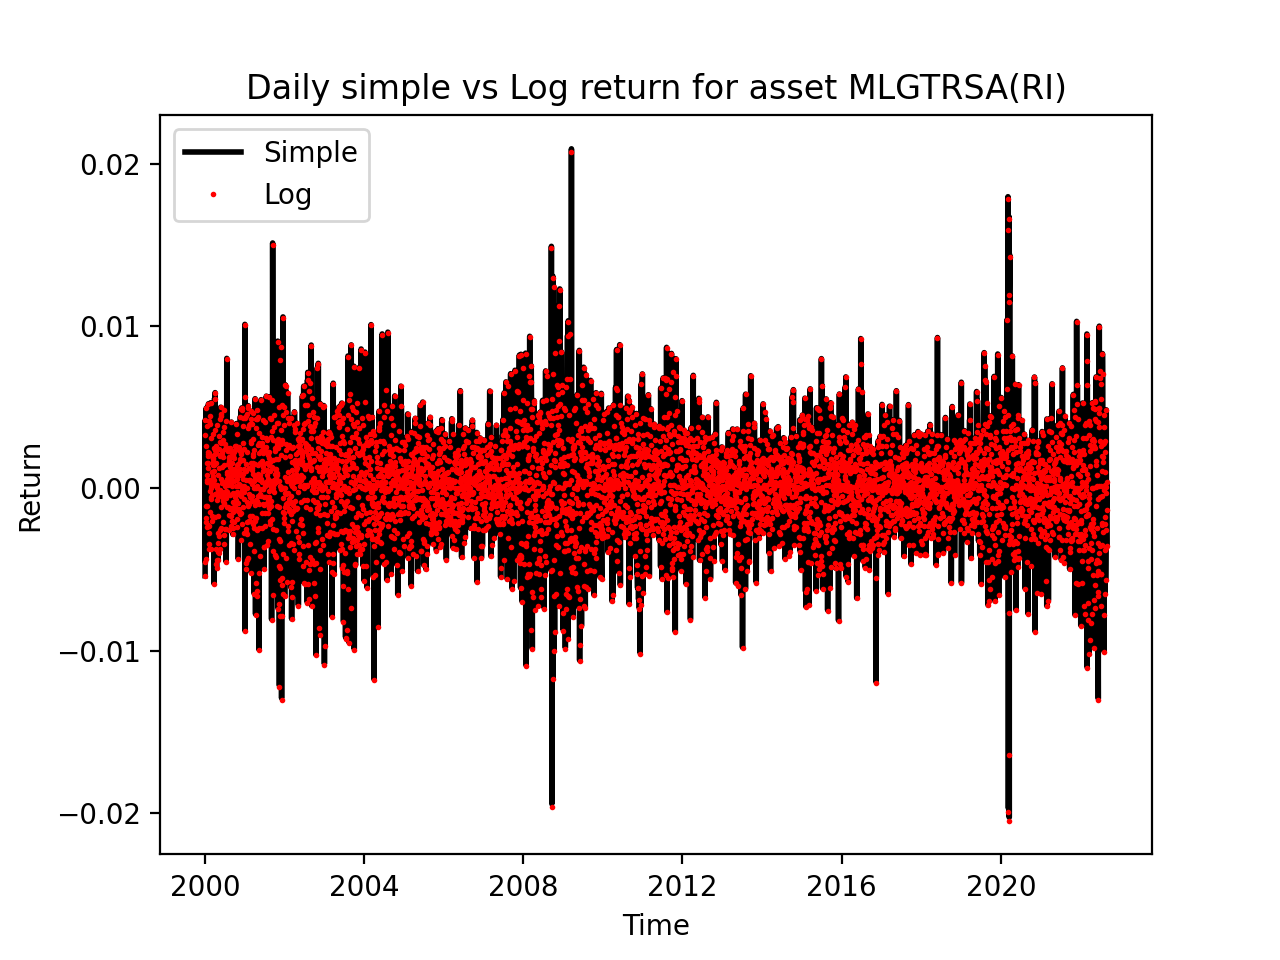 Daily simple vs Log return for asset MLGTRSA(RI)
Simple
Log
0.02
0.01
0.00
−0.01
−0.02
Return
2000 2004 2008 2012 2016 2020
Time